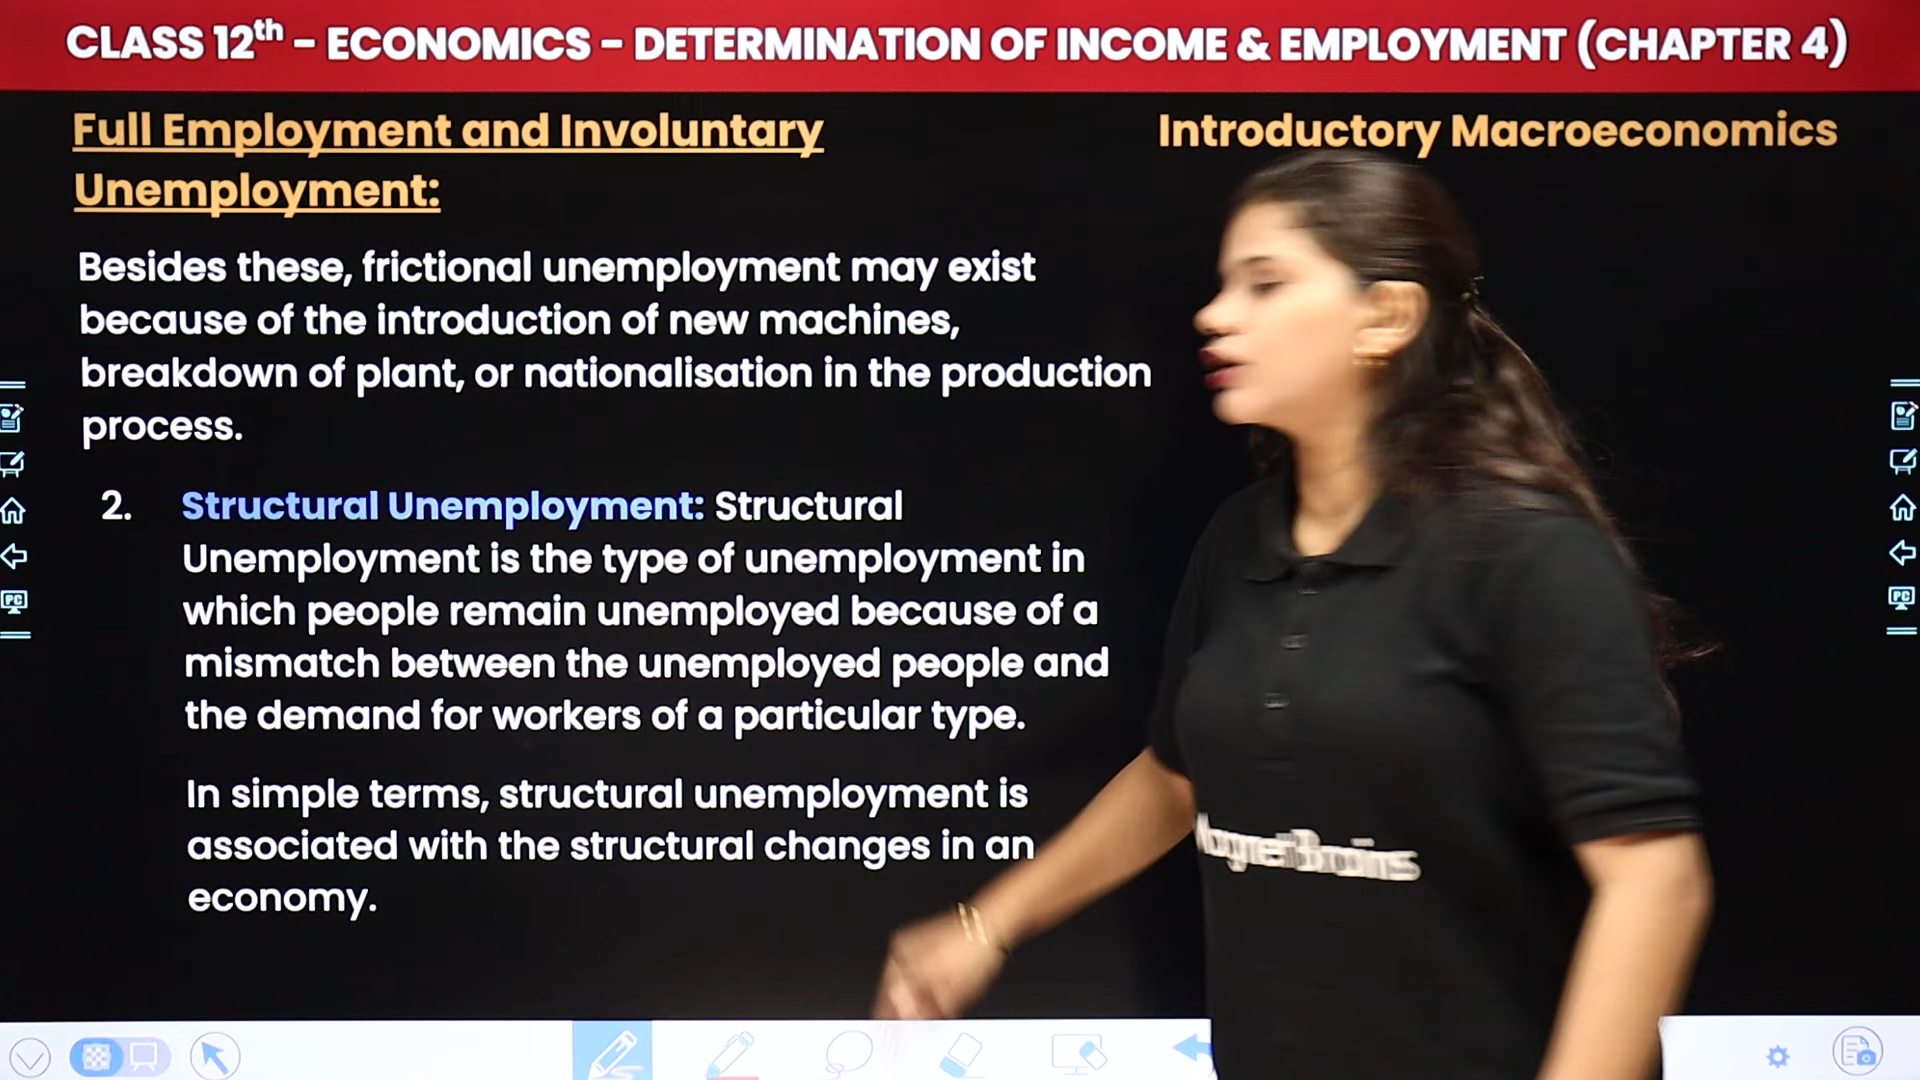 CLASS 12th - ECONOMICS - DETERMINATION OF INCOME & EMPLOYMENT (CHAPTER 4)
Full Employment and Involuntary
Unemployment:
Introductory Macroeconomics
Besides these, frictional unemployment may exist
because of the introduction of new machines,
breakdown of plant, or nationalisation in the production
process.
2. Structural Unemployment: Structural
Unemployment is the type of unemployment in
which people remain unemployed because of a
mismatch between the unemployed people and
the demand for workers of a particular type.
In simple terms, structural unemployment is
associated with the structural changes in an
economy.
PC
PC
Magnet Brains